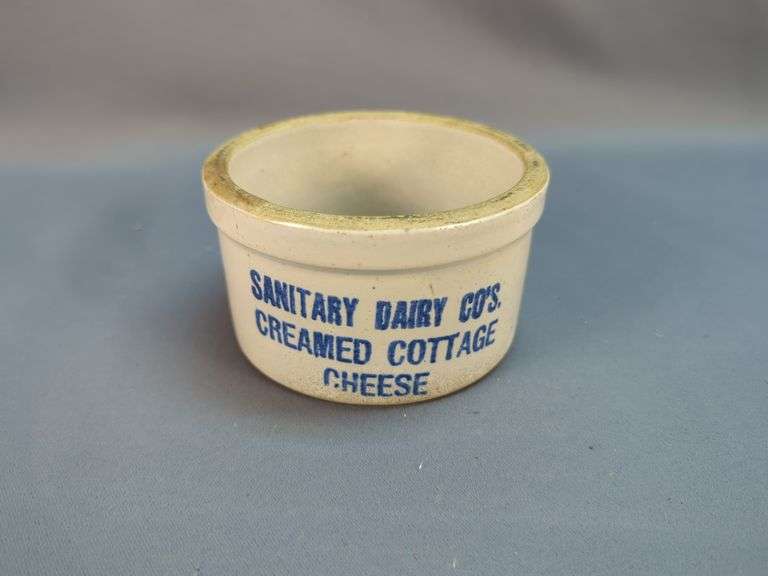 SANITARY DAIRY CO'S.
CREAMED COTTAGE
CHEESE